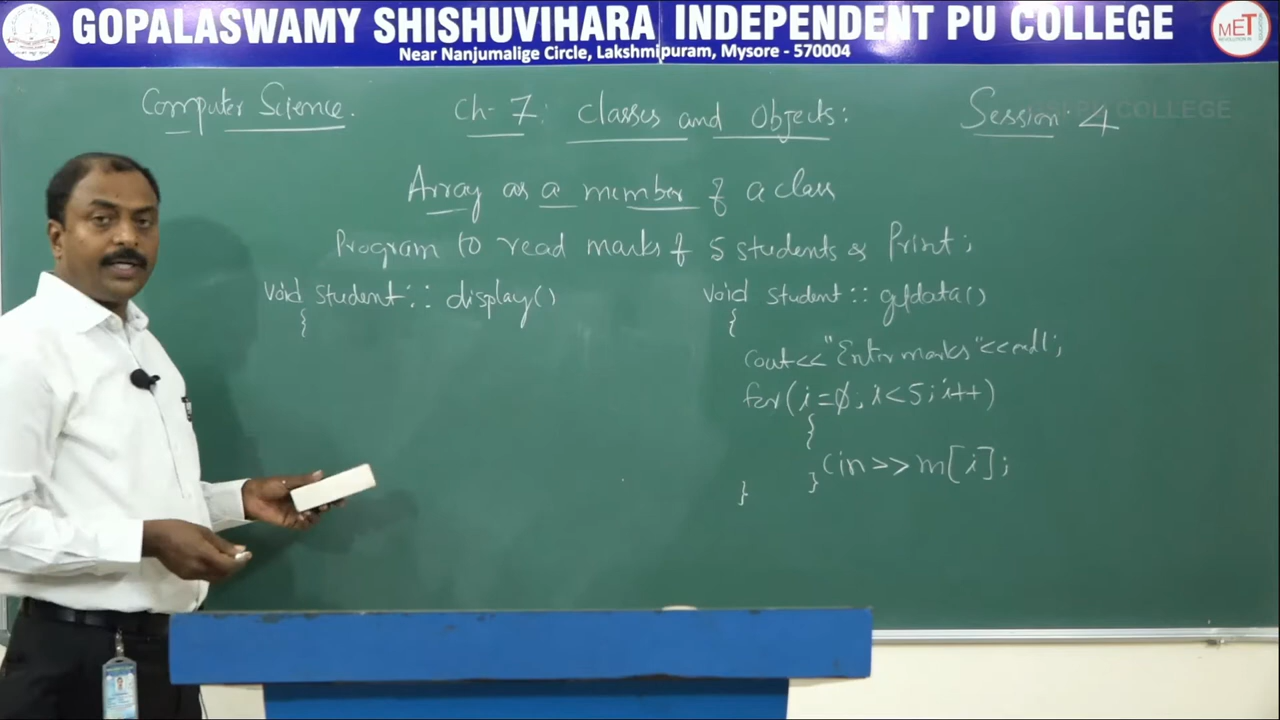 GOPALASWAMY SHISHUVIHARA INDEPENDENT PU COLLEGE
Near Nanjumalige Circle, Lakshmipuram, Mysore - 570004
MET
Computer Science.
Ch-7: Classes and Objects:
Session 4
COLLEGE
Array as a member of a class
Program to read marks of 5 students & Print;
void student :: display()
{
void student :: getdata()
{
cout<<"Enter marks"<<endl;
for(i=0, i<5; i++)
{
cin>>m[i];
}
}